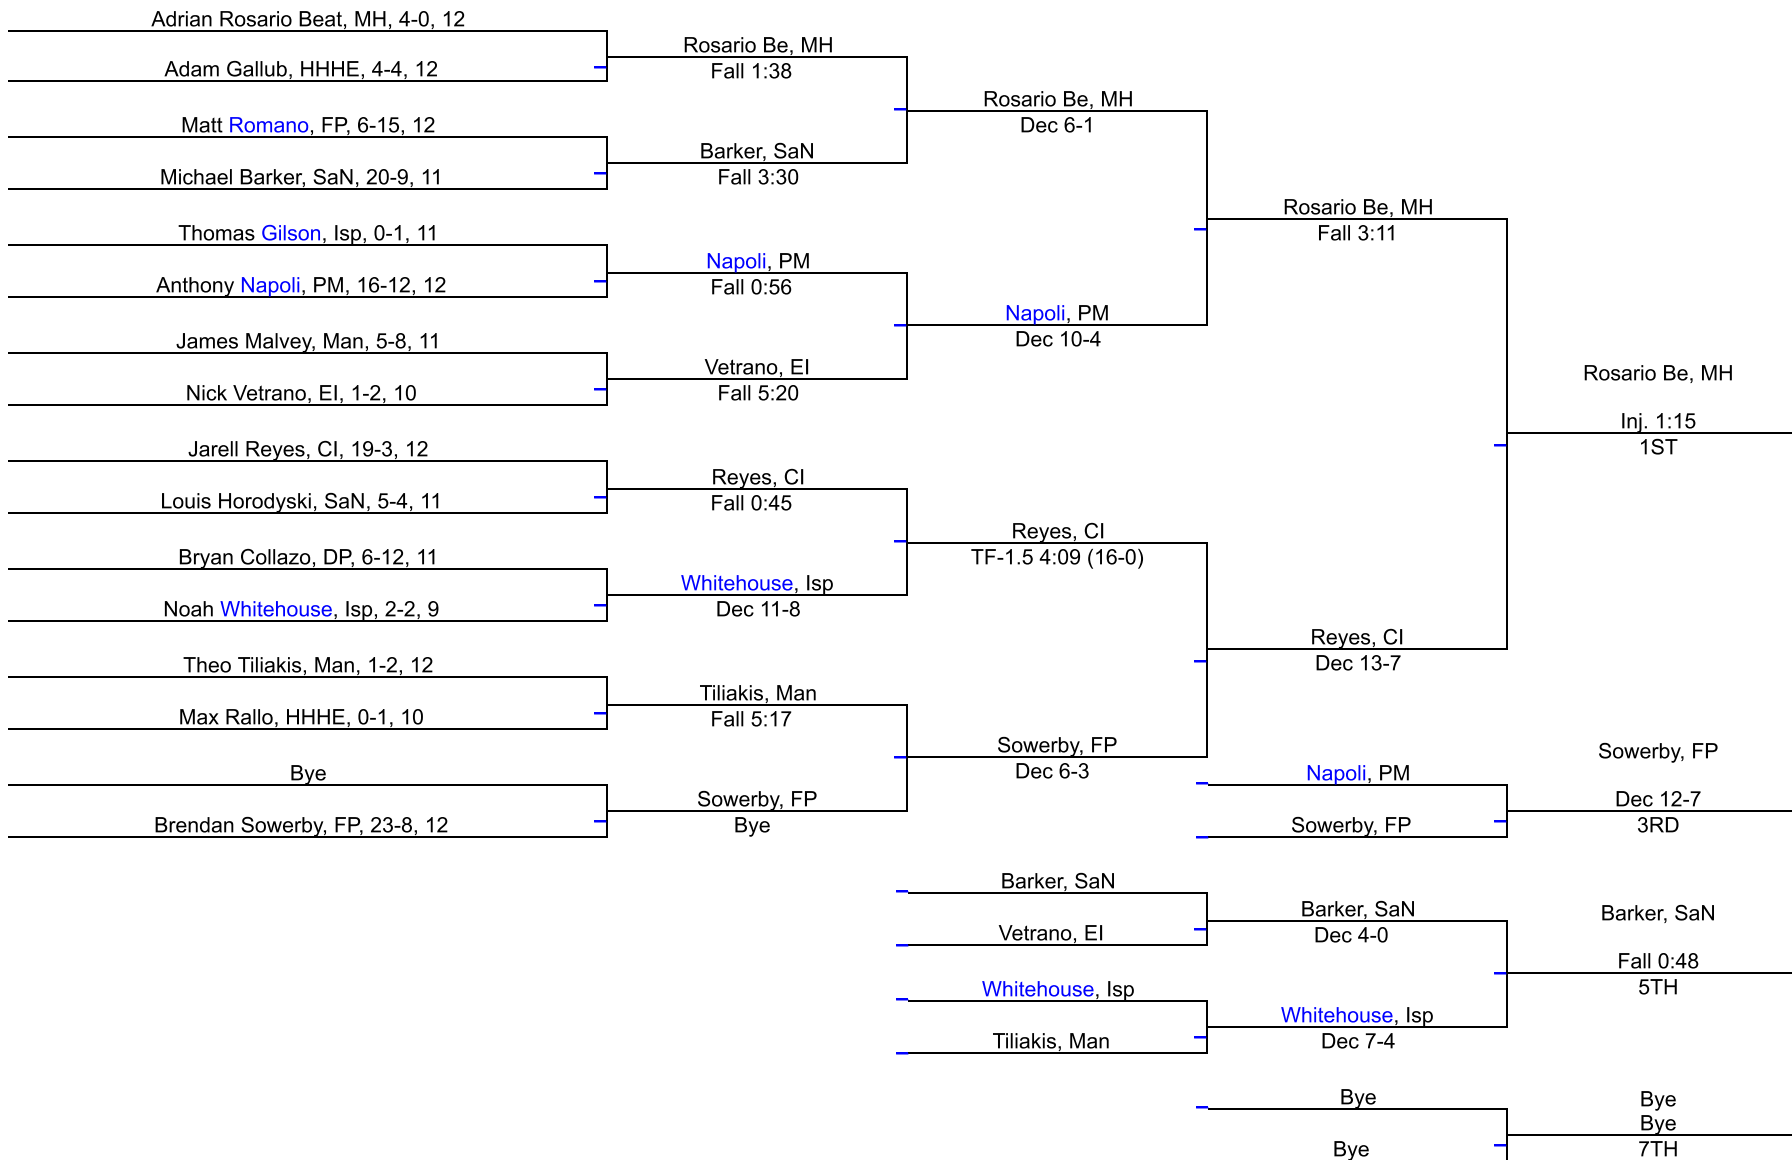 Adrian Rosario Beat, MH, 4-0, 12
Adam Gallub, HHHE, 4-4, 12
Matt Romano, FP, 6-15, 12
Michael Barker, SaN, 20-9, 11
Thomas Gilson, Isp, 0-1, 11
Anthony Napoli, PM, 16-12, 12
James Malvey, Man, 5-8, 11
Nick Vetrano, EI, 1-2, 10
Jarell Reyes, CI, 19-3, 12
Louis Horodyski, SaN, 5-4, 11
Bryan Collazo, DP, 6-12, 11
Noah Whitehouse, Isp, 2-2, 9
Theo Tiliakis, Man, 1-2, 12
Max Rallo, HHHE, 0-1, 10
Bye
Brendan Sowerby, FP, 23-8, 12
Rosario Be, MH
Fall 1:38
Barker, SaN
Fall 3:30
Napoli, PM
Fall 0:56
Vetrano, EI
Fall 5:20
Reyes, CI
Fall 0:45
Whitehouse, Isp
Dec 11-8
Tiliakis, Man
Fall 5:17
Sowerby, FP
Bye
Rosario Be, MH
Dec 6-1
Napoli, PM
Dec 10-4
Reyes, CI
TF-1.5 4:09 (16-0)
Sowerby, FP
Dec 6-3
Rosario Be, MH
Fall 3:11
Reyes, CI
Dec 13-7
Rosario Be, MH
Inj. 1:15
1ST
Napoli, PM
Sowerby, FP
Sowerby, FP
Dec 12-7
3RD
Barker, SaN
Vetrano, EI
Whitehouse, Isp
Tiliakis, Man
Barker, SaN
Dec 4-0
Whitehouse, Isp
Dec 7-4
Barker, SaN
Fall 0:48
5TH
Bye
Bye
Bye
Bye
7TH